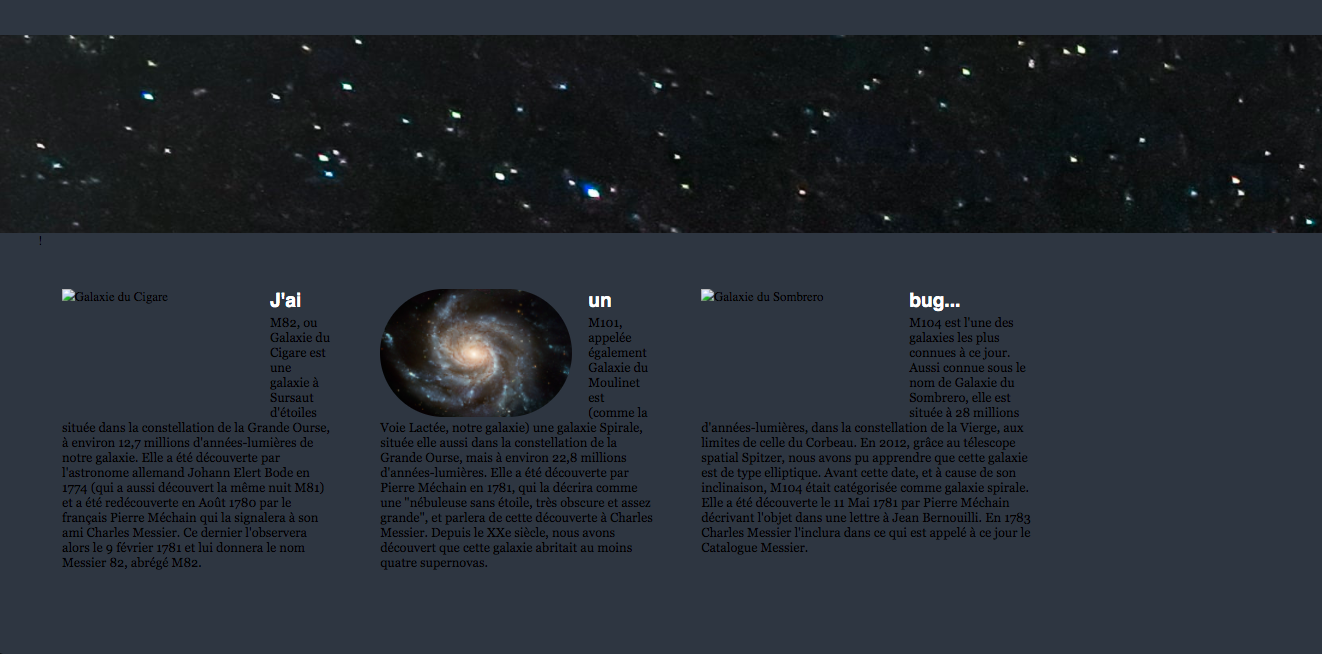 !
Galaxie du Cigare
J'ai
M82, ou
Galaxie du
Cigare est
une
galaxie à
Sursaut
d'étoiles
située dans la constellation de la Grande Ourse,
à environ 12,7 millions d'années-lumières de
notre galaxie. Elle a été découverte par
l'astronome allemand Johann Elert Bode en
1774 (qui a aussi découvert la même nuit M81)
et a été redécouverte en Août 1780 par le
français Pierre Méchain qui la signalera à son
ami Charles Messier. Ce dernier l'observera
alors le 9 février 1781 et lui donnera le nom
Messier 82, abrégé M82.
un
M101,
appelée
également
Galaxie du
Moulinet
est
(comme la
Voie Lactée, notre galaxie) une galaxie Spirale,
située elle aussi dans la constellation de la
Grande Ourse, mais à environ 22,8 millions
d'années-lumières. Elle a été découverte par
Pierre Méchain en 1781, qui la décrira comme
une "nébuleuse sans étoile, très obscure et assez
grande", et parlera de cette découverte à Charles
Messier. Depuis le XXe siècle, nous avons
découvert que cette galaxie abritait au moins
quatre supernovas.
Galaxie du Sombrero
bug...
M104 est l'une des
galaxies les plus
connues à ce jour.
Aussi connue sous le
nom de Galaxie du
Sombrero, elle est
située à 28 millions
d'années-lumières, dans la constellation de la Vierge, aux
limites de celle du Corbeau. En 2012, grâce au télescope
spatial Spitzer, nous avons pu apprendre que cette galaxie
est de type elliptique. Avant cette date, et à cause de son
inclinaison, M104 était catégorisée comme galaxie spirale.
Elle a été découverte le 11 Mai 1781 par Pierre Méchain
décrivant l'objet dans une lettre à Jean Bernouilli. En 1783
Charles Messier l'inclura dans ce qui est appelé à ce jour le
Catalogue Messier.